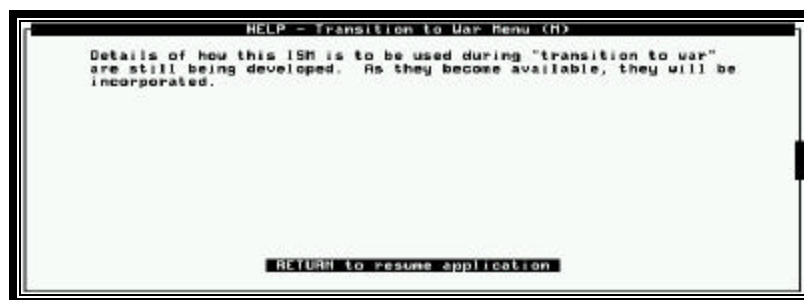 HELP - Transition to War Menu (M)
Details of how this ISM is to be used during "transition to war"
are still being developed. As they become available, they will be
incorporated.
RETURN to resume application